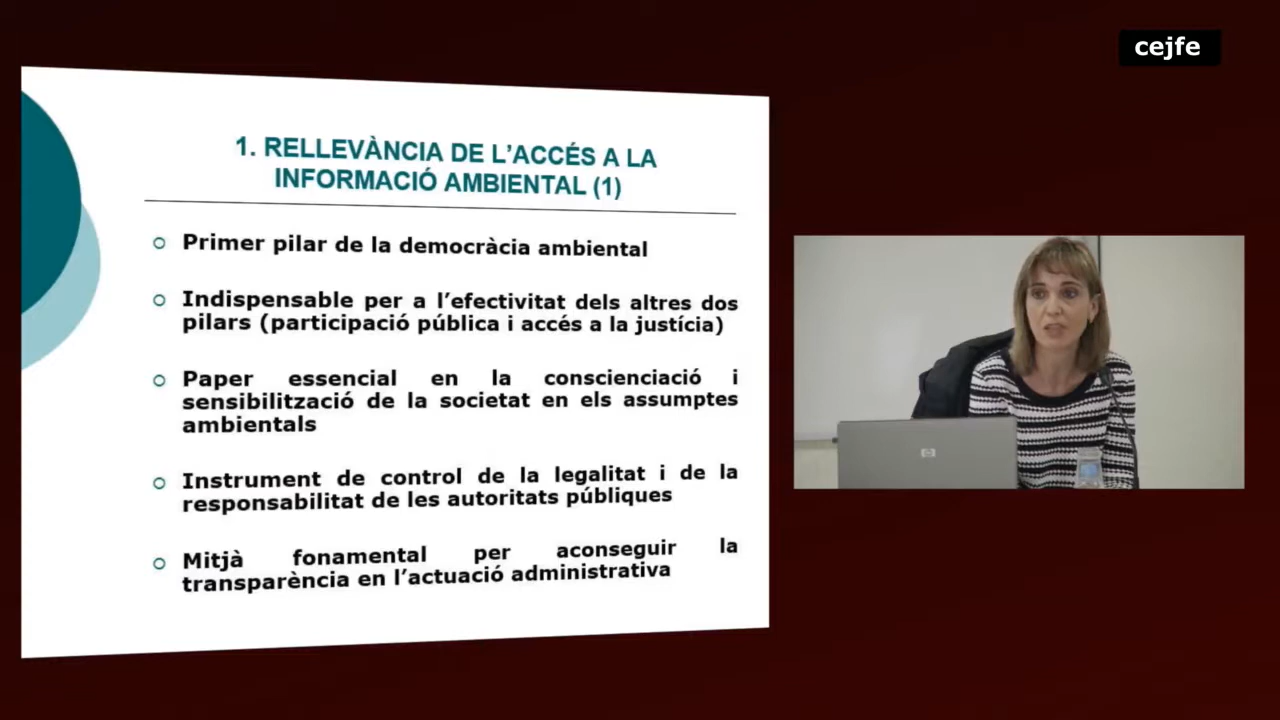 cejfe
1. RELLEVÀNCIA DE L'ACCÉS A LA
INFORMACIÓ AMBIENTAL (1)
Primer pilar de la democràcia ambiental
Indispensable per a l'efectivitat dels altres dos
pilars (participació pública i accés a la justícia)
Paper essencial en la conscienciació i
sensibilització de la societat en els assumptes
ambientals
Instrument de control de la legalitat i de la
responsabilitat de les autoritats públiques
Mitjà fonamental per aconseguir la
transparència en l'actuació administrativa
hp